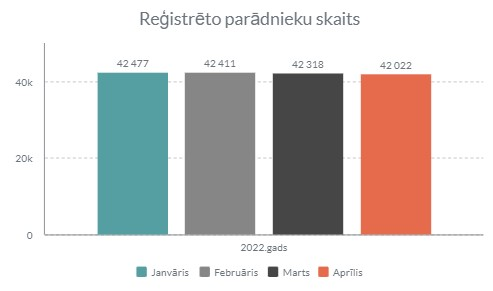 Reģistrēto parādnieku skaits
42 477
42 411
42 318
42 022
40k
20k
0
2022.gads
Janvāris
Februāris
Marts
Aprīlis